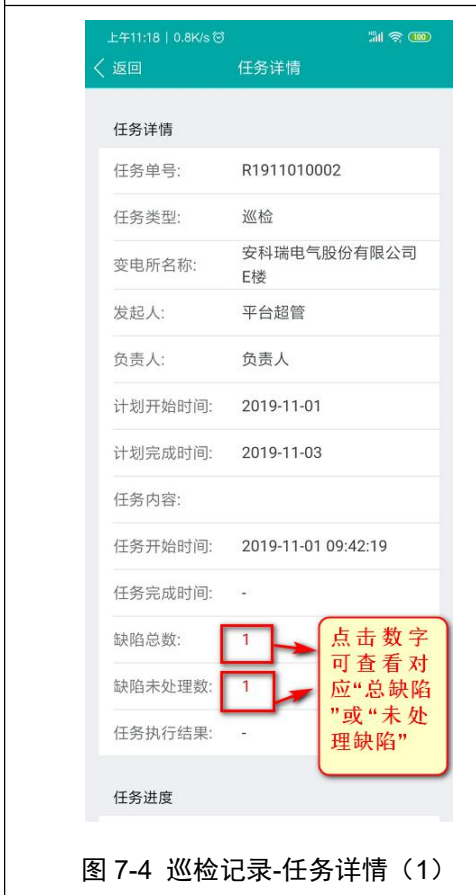 上午11:18 | 0.8K/s
100
返回
任务详情
任务详情
任务单号: R1911010002
任务类型: 巡检
变电所名称: 安科瑞电气股份有限公司
E楼
发起人: 平台超管
负责人: 负责人
计划开始时间: 2019-11-01
计划完成时间: 2019-11-03
任务内容:
任务开始时间: 2019-11-01 09:42:19
任务完成时间: -
缺陷总数: 1
缺陷未处理数: 1
任务执行结果: -
点击数字
可查看对
应“总缺陷
”或“未处
理缺陷”
任务进度
图 7-4 巡检记录-任务详情（1）